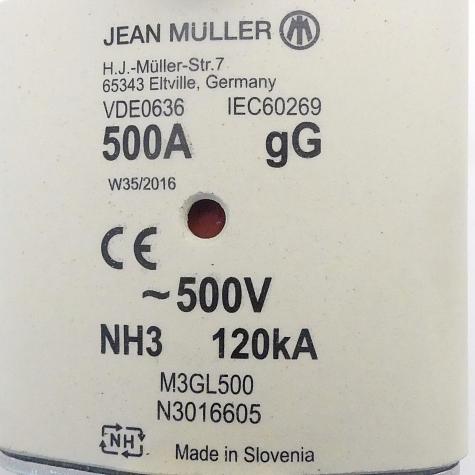 JEAN MÜLLER
H.J.-Müller-Str.7
65343 Eltville, Germany
VDE0636 IEC60269
500A gG
W35/2016
CE
~500V
NH3 120kA
M3GL500
N3016605
NH Made in Slovenia